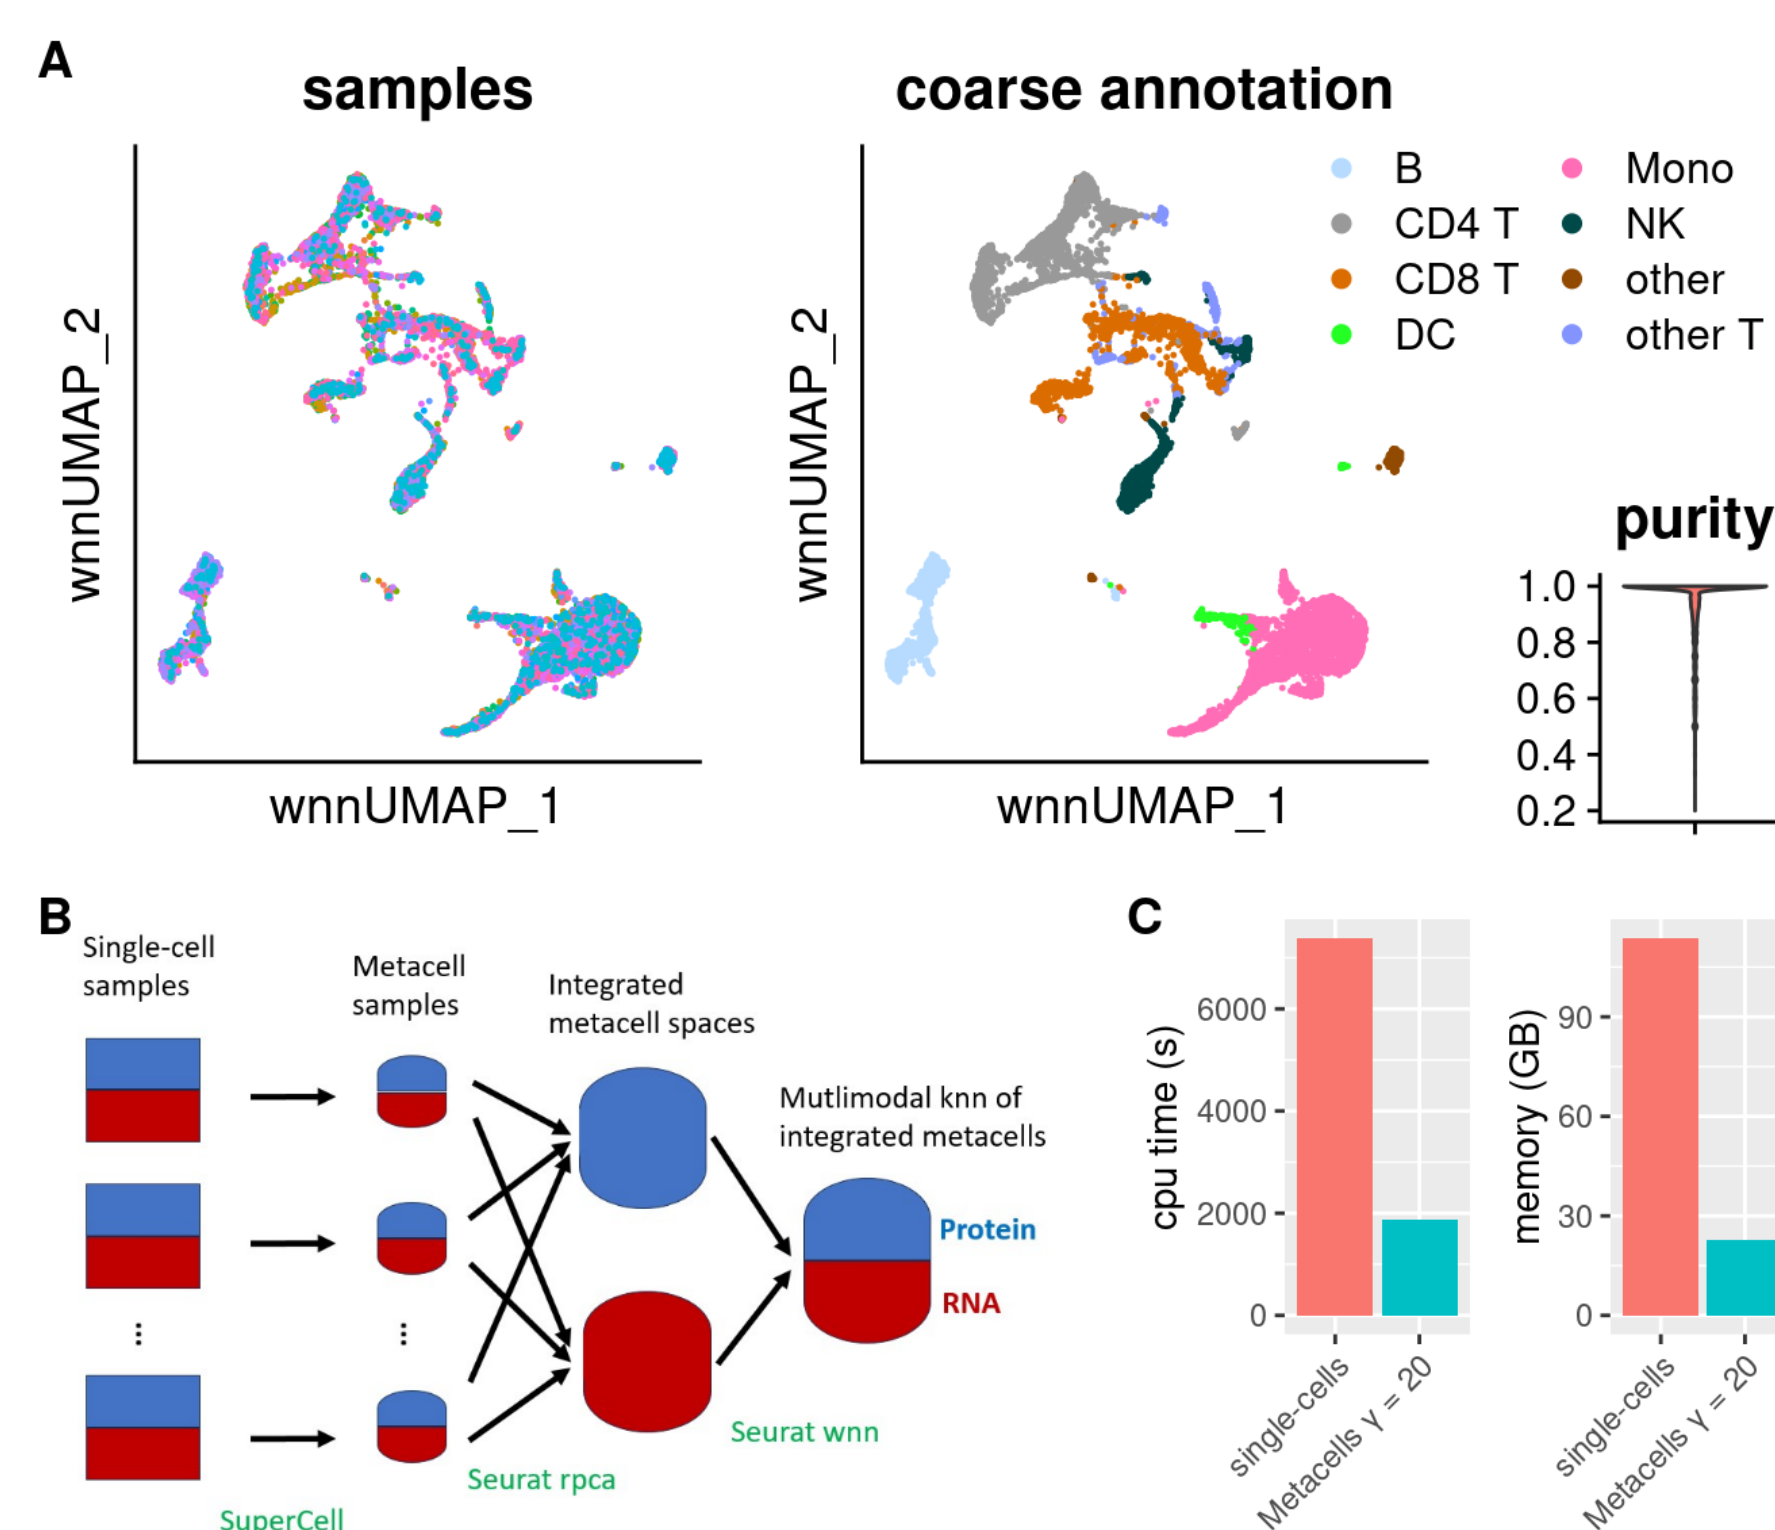 A
samples
coarse annotation
B
CD4 T
CD8 T
DC
Mono
NK
other
other T
wnnUMAP_2
wnnUMAP_1
wnnUMAP_2
wnnUMAP_1
purity
1.0
0.8
0.6
0.4
0.2
B
Single-cell
samples
Metacell
samples
Integrated
metacell spaces
Mutlimodal knn of
integrated metacells
Protein
RNA
...
...
Seurat wnn
Seurat rpca
SuperCell
C
cpu time (s)
6000
4000
2000
0
single-cells
Metacells γ = 20
memory (GB)
90
60
30
0
single-cells
Metacells γ = 20